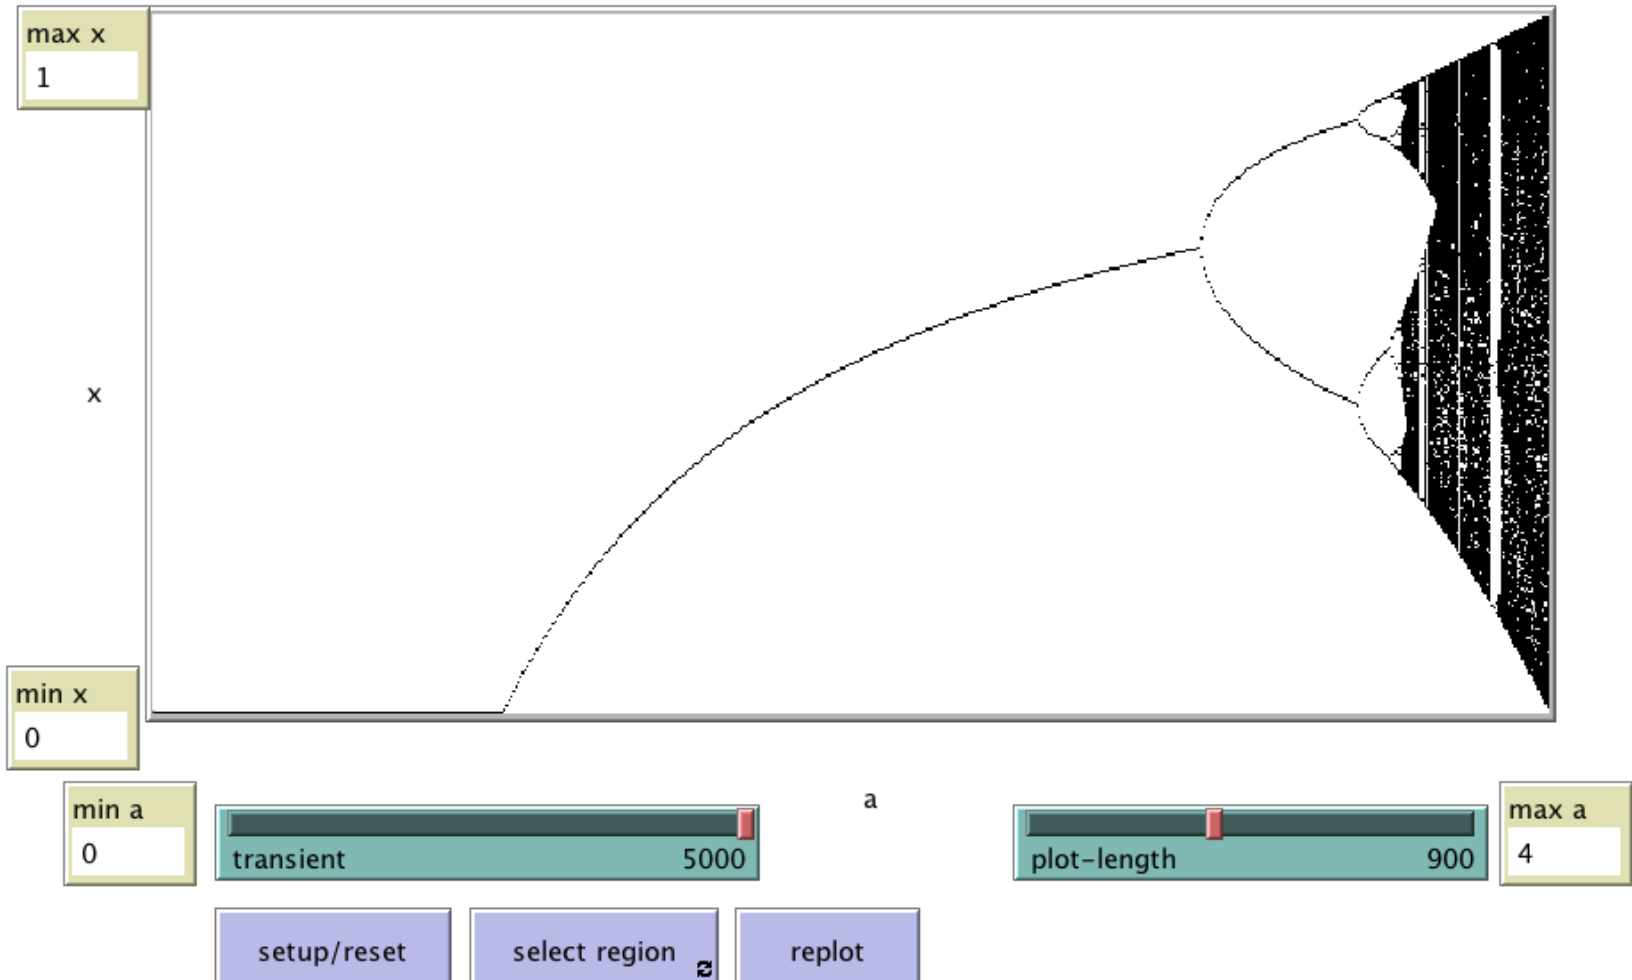 max x
1
x
min x
0
min a
0
transient 5000
a
plot-length 900
max a
4
setup/reset
select region
replot